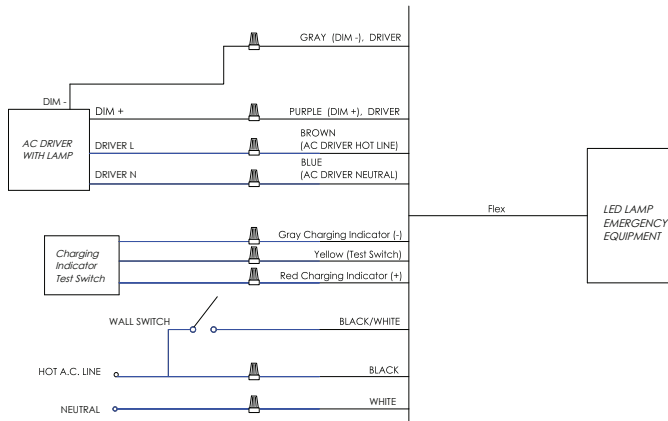 GRAY (DIM -), DRIVER
DIM -
DIM +
PURPLE (DIM +), DRIVER
AC DRIVER
WITH LAMP
DRIVER L
BROWN
(AC DRIVER HOT LINE)
DRIVER N
BLUE
(AC DRIVER NEUTRAL)
Flex
LED LAMP
EMERGENCY
EQUIPMENT
Charging
Indicator
Test Switch
Gray Charging Indicator (-)
Yellow (Test Switch)
Red Charging Indicator (+)
WALL SWITCH
BLACK/WHITE
HOT A.C. LINE
BLACK
NEUTRAL
WHITE